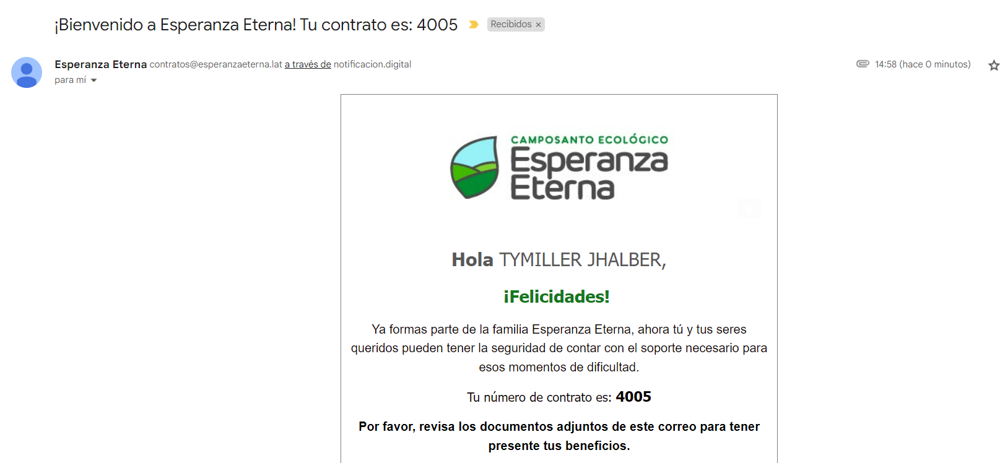 ¡Bienvenido a Esperanza Eterna! Tu contrato es: 4005 Recibidos ×
Esperanza Eterna contratos@esperanzaeterna.lat a través de notificacion.digital 14:58 (hace 0 minutos)
para mí
CAMPOSANTO ECOLÓGICO
Esperanza
Eterna
Hola TYMILLER JHALBER,
¡Felicidades!
Ya formas parte de la familia Esperanza Eterna, ahora tú y tus seres
queridos pueden tener la seguridad de contar con el soporte necesario para
esos momentos de dificultad.
Tu número de contrato es: 4005
Por favor, revisa los documentos adjuntos de este correo para tener
presente tus beneficios.